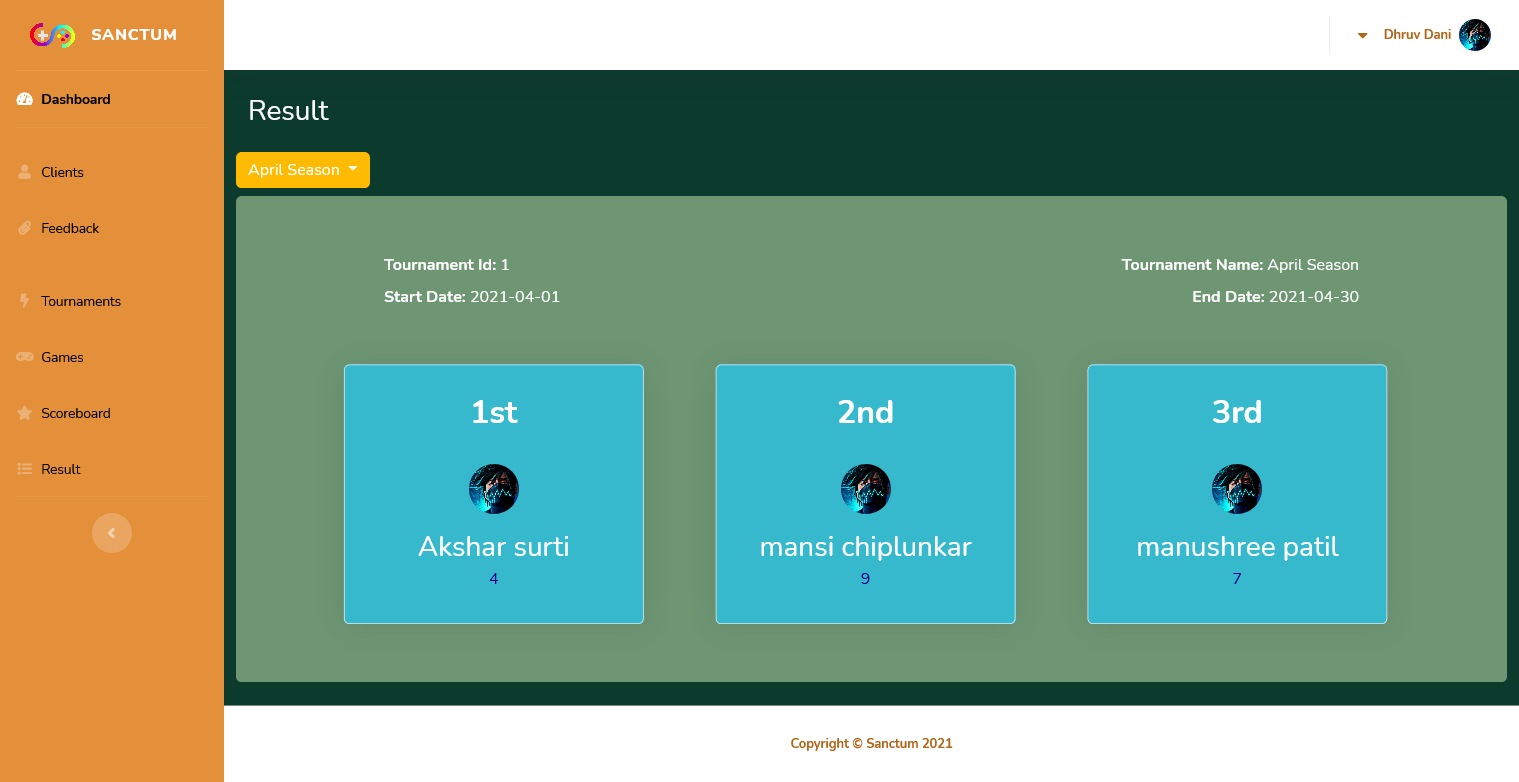 SANCTUM
Dhruv Dani
Dashboard
Clients
Feedback
Tournaments
Games
Scoreboard
Result
Result
April Season
Tournament Id: 1
Tournament Name: April Season
Start Date: 2021-04-01
End Date: 2021-04-30
1st
Akshar surti
4
2nd
mansi chiplunkar
9
3rd
manushree patil
7
Copyright © Sanctum 2021